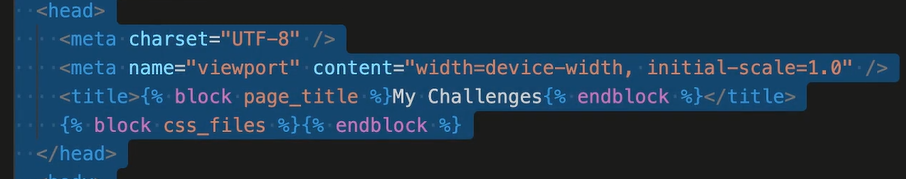 <head>
<meta charset="UTF-8" />
<meta name="viewport" content="width=device-width, initial-scale=1.0" />
<title>{% block page_title %}My Challenges{% endblock %}</title>
{% block css_files %}{% endblock %}
</head>
<body>